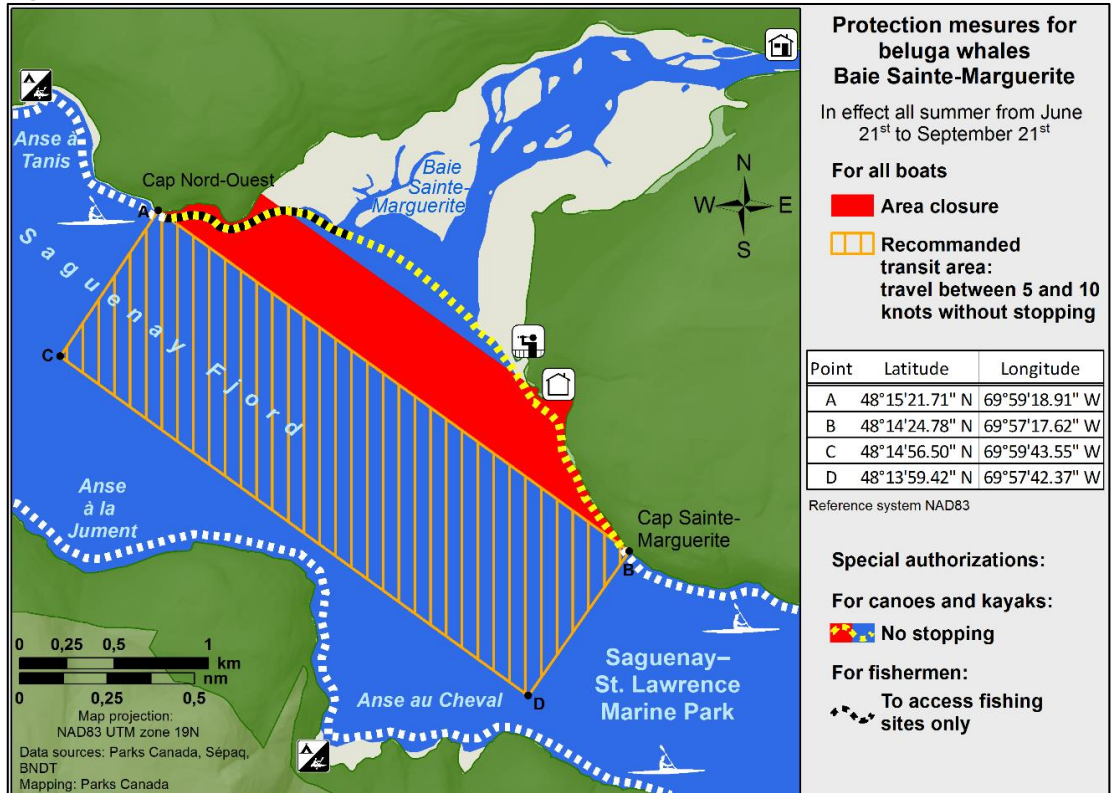 Anse à
Tanis
Cap Nord-Ouest
A
Baie
Sainte-
Marguerite
N
W
E
S
Saguenay Fjord
C
Anse
à la
Jument
Cap Sainte-
Marguerite
B
D
Anse au Cheval
Saguenay–
St. Lawrence
Marine Park
0 0,25 0,5 1
km
nm
0 0,25 0,5
Map projection:
NAD83 UTM zone 19N
Data sources: Parks Canada, Sépaq,
BNDT
Mapping: Parks Canada
Protection mesures for
beluga whales
Baie Sainte-Marguerite
In effect all summer from June
21st to September 21st
For all boats
Area closure
Recommanded
transit area:
travel between 5 and 10
knots without stopping
Point Latitude Longitude
A 48°15'21.71" N 69°59'18.91" W
B 48°14'24.78" N 69°57'17.62" W
C 48°14'56.50" N 69°59'43.55" W
D 48°13'59.42" N 69°57'42.37" W
Reference system NAD83
Special authorizations:
For canoes and kayaks:
No stopping
For fishermen:
To access fishing
sites only